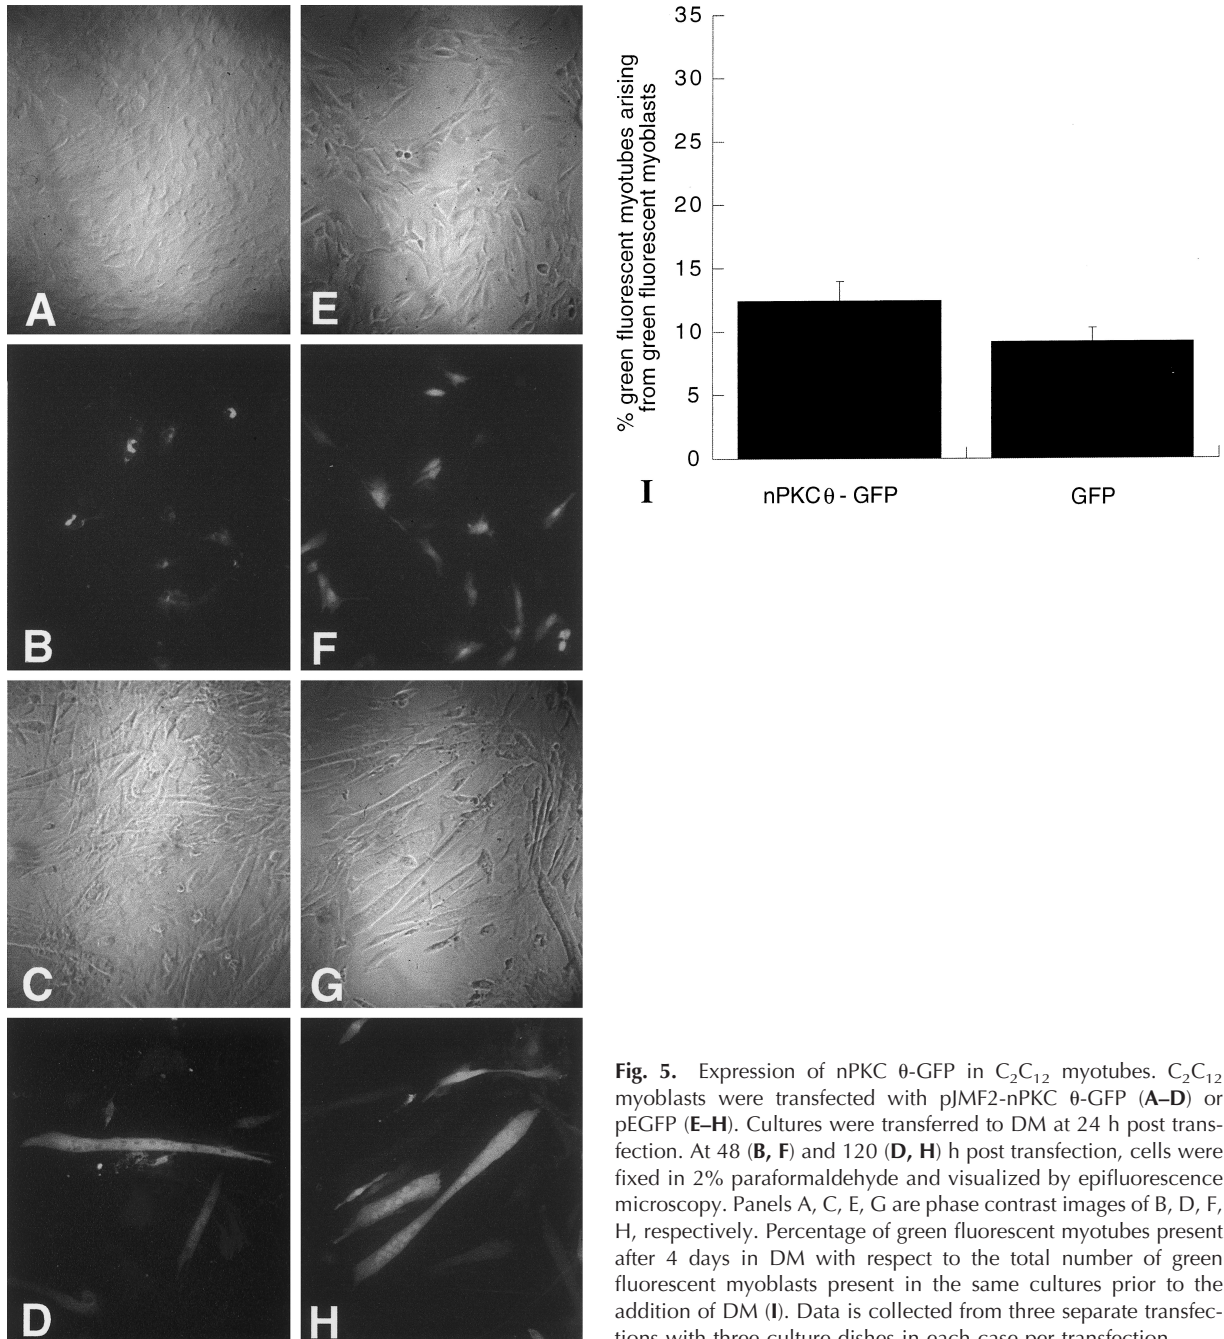 A
E
B
F
C
G
D
H
35
30
25
20
15
10
5
0
% green fluorescent myotubes arising
from green fluorescent myoblasts
nPKC θ - GFP
GFP
I
Fig. 5. Expression of nPKC θ-GFP in C2C12 myotubes. C2C12
myoblasts were transfected with pJMF2-nPKC θ-GFP (A–D) or
pEGFP (E–H). Cultures were transferred to DM at 24 h post trans-
fection. At 48 (B, F) and 120 (D, H) h post transfection, cells were
fixed in 2% paraformaldehyde and visualized by epifluorescence
microscopy. Panels A, C, E, G are phase contrast images of B, D, F,
H, respectively. Percentage of green fluorescent myotubes present
after 4 days in DM with respect to the total number of green
fluorescent myoblasts present in the same cultures prior to the
addition of DM (I). Data is collected from three separate transfec-
tions with three culture dishes in each case per transfection.